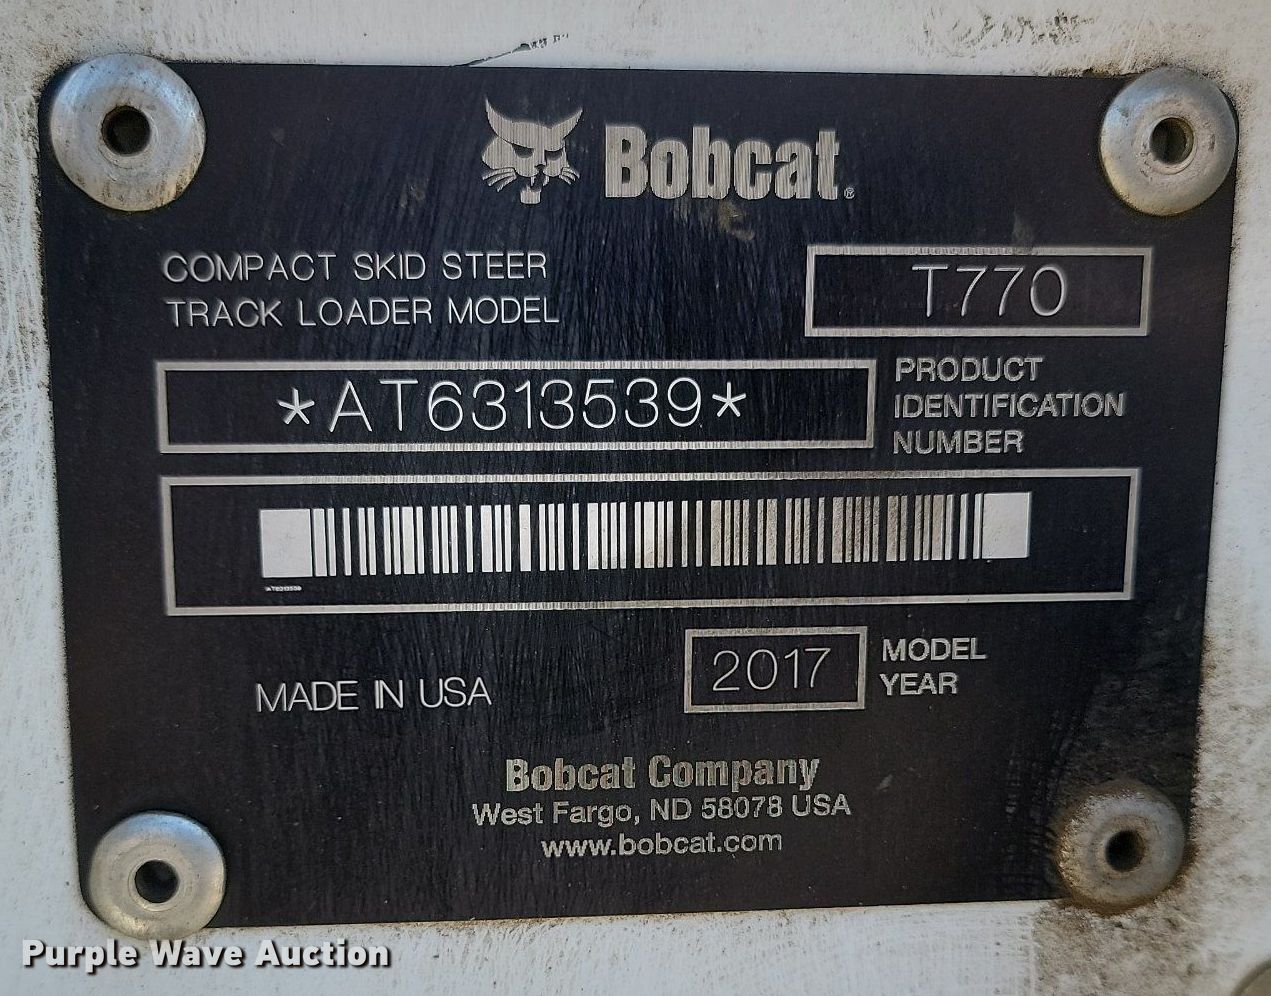 Bobcat®
COMPACT SKID STEER
TRACK LOADER MODEL
T770
*AT6313539*
PRODUCT
IDENTIFICATION
NUMBER
AT6313539
MADE IN USA
2017
MODEL
YEAR
Bobcat Company
West Fargo, ND 58078 USA
www.bobcat.com
Purple Wave Auction